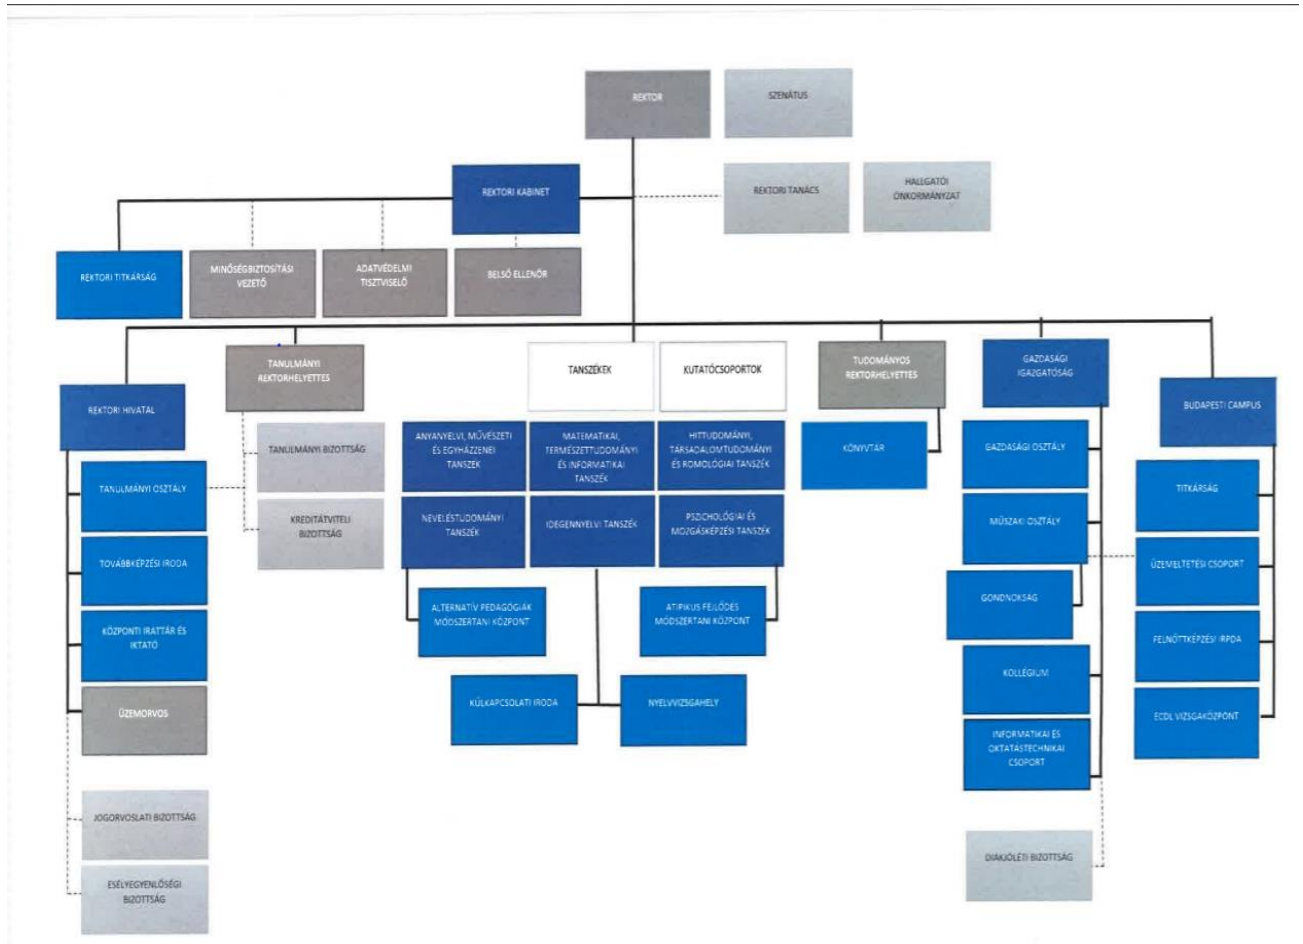 REKTOR
SZENÁTUS
REKTORI KABINET
REKTORI TANÁCS
HALLGATÓI
ÖNKORMÁNYZAT
REKTORI TITKÁRSÁG
MINŐSÉGBIZTOSÍTÁSI
VEZETŐ
ADATVÉDELMI
TISZTVISELŐ
BELSŐ ELLENŐR
REKTORI HIVATAL
TANULMÁNYI
REKTORHELYETTES
TANSZÉKEK
KUTATÓCSOPORTOK
TUDOMÁNYOS
REKTORHELYETTES
GAZDASÁGI
IGAZGATÓSÁG
BUDAPESTI CAMPUS
TANULMÁNYI OSZTÁLY
TOVÁBBKÉPZÉSI IRODA
KÖZPONTI IRATTÁR ÉS
IKTATÓ
ÜZEMORVOS
JOGORVOSLATI BIZOTTSÁG
ESÉLYEGYENLŐSÉGI
BIZOTTSÁG
TANULMÁNYI BIZOTTSÁG
KREDITÁTVITELI
BIZOTTSÁG
ANYANYELVI, MŰVÉSZETI
ÉS EGYHÁZZENEI
TANSZÉK
MATEMATIKAI,
TERMÉSZETTUDOMÁNYI
ÉS INFORMATIKAI
TANSZÉK
HITTUDOMÁNYI,
TÁRSADALOMTUDOMÁNYI
ÉS ROMOLÓGIAI TANSZÉK
NEVELÉSTUDOMÁNYI
TANSZÉK
IDEGENNYELVI TANSZÉK
PSZICHOLÓGIAI ÉS
MOZGÁSKÉPZÉSI TANSZÉK
ALTERNATÍV PEDAGÓGIÁK
MÓDSZERTANI KÖZPONT
ATIPIKUS FEJLŐDÉS
MÓDSZERTANI KÖZPONT
KÜLKAPCSOLATI IRODA
NYELVVIZSGAHELY
KÖNYVTÁR
GAZDASÁGI OSZTÁLY
MŰSZAKI OSZTÁLY
GONDNOKSÁG
KOLLÉGIUM
INFORMATIKAI ÉS
OKTATÁSTECHNIKAI
CSOPORT
DIÁKJÓLÉTI BIZOTTSÁG
TITKÁRSÁG
ÜZEMELTETÉSI CSOPORT
FELNŐTTKÉPZÉSI IRPDA
ECDL VIZSGAKÖZPONT